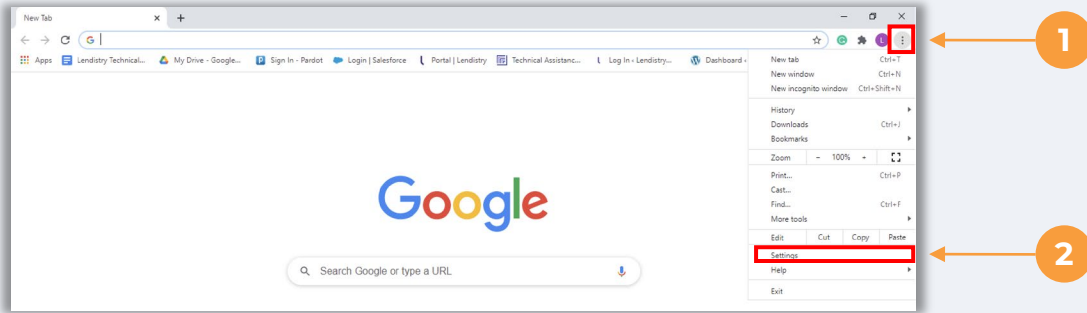 New Tab
Apps Lendistry Technical... My Drive - Google... Sign In - Pardot Login | Salesforce Portal | Lendistry Technical Assistanc... Log In ‹ Lendistry... Dashboard ‹
New tab Ctrl+T
New window Ctrl+N
New incognito window Ctrl+Shift+N
History
Downloads Ctrl+J
Bookmarks
Zoom - 100% +
Print... Ctrl+P
Cast...
Find... Ctrl+F
More tools
Edit Cut Copy Paste
Settings
Help
Exit
Google
Search Google or type a URL
1
2